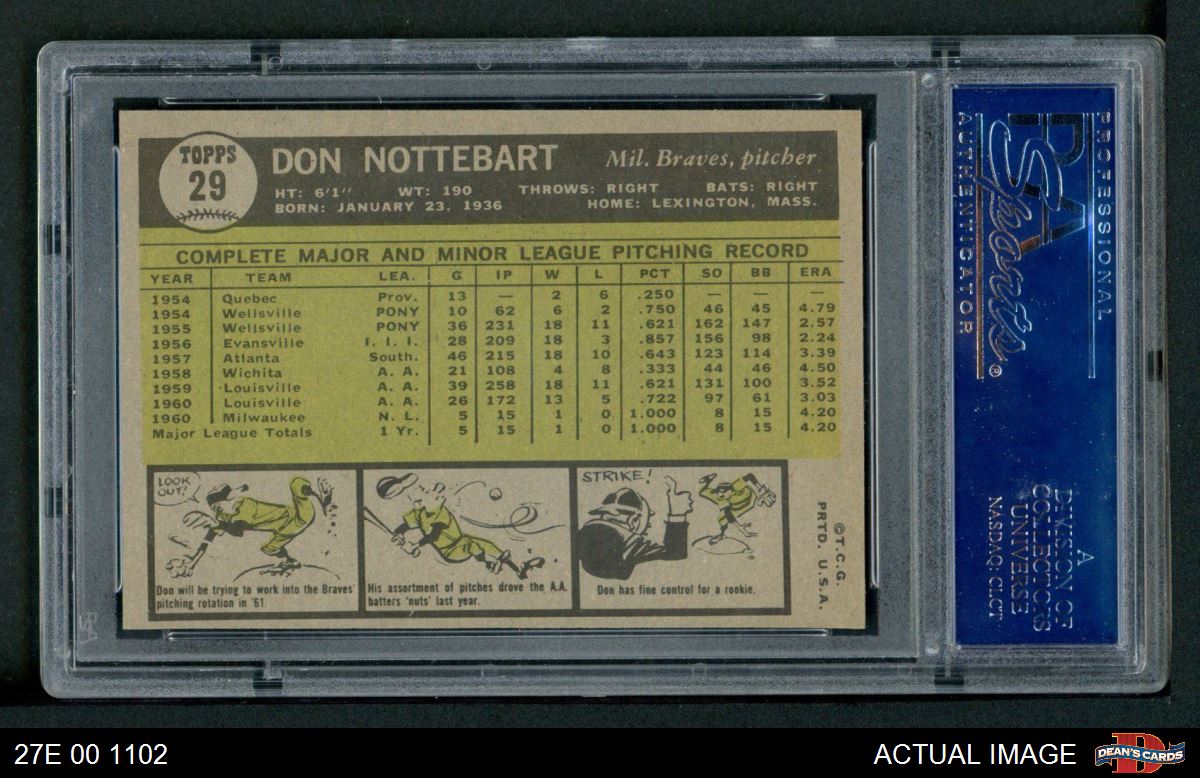 TOPPS
29
DON NOTTEBART
Mil. Braves, pitcher
HT: 6'1" WT: 190 THROWS: RIGHT BATS: RIGHT
BORN: JANUARY 23, 1936 HOME: LEXINGTON, MASS.
COMPLETE MAJOR AND MINOR LEAGUE PITCHING RECORD
YEAR TEAM LEA. G IP W L PCT SO BB ERA
1954 Quebec Prov. 13 — 2 6 .250 — — —
1954 Wellsville PONY 10 62 6 2 .750 46 45 4.79
1955 Wellsville PONY 36 231 18 11 .621 162 147 2.57
1956 Evansville I. I. I. 28 209 18 3 .857 156 98 2.24
1957 Atlanta South. 46 215 18 10 .643 123 114 3.39
1958 Wichita A. A. 21 108 4 8 .333 44 46 4.50
1959 Louisville A. A. 39 258 18 11 .621 131 100 3.52
1960 Louisville A. A. 26 172 13 5 .722 97 61 3.03
1960 Milwaukee N. L. 5 15 1 0 1.000 8 15 4.20
Major League Totals 1 Yr. 5 15 1 0 1.000 8 15 4.20
LOOK
OUT!
Don will be trying to work into the Braves'
pitching rotation in '61.
His assortment of pitches drove the A.A.
batters 'nuts' last year.
STRIKE!
Don has fine control for a rookie.
©T.C.G.
PRTD. U.S.A.
PROFESSIONAL
PSA
Sports®
AUTHENTICATOR
A
DIVISION OF
COLLECTORS
UNIVERSE
NASDAQ: CLCT
27E 00 1102
ACTUAL IMAGE
DEAN'S CARDS